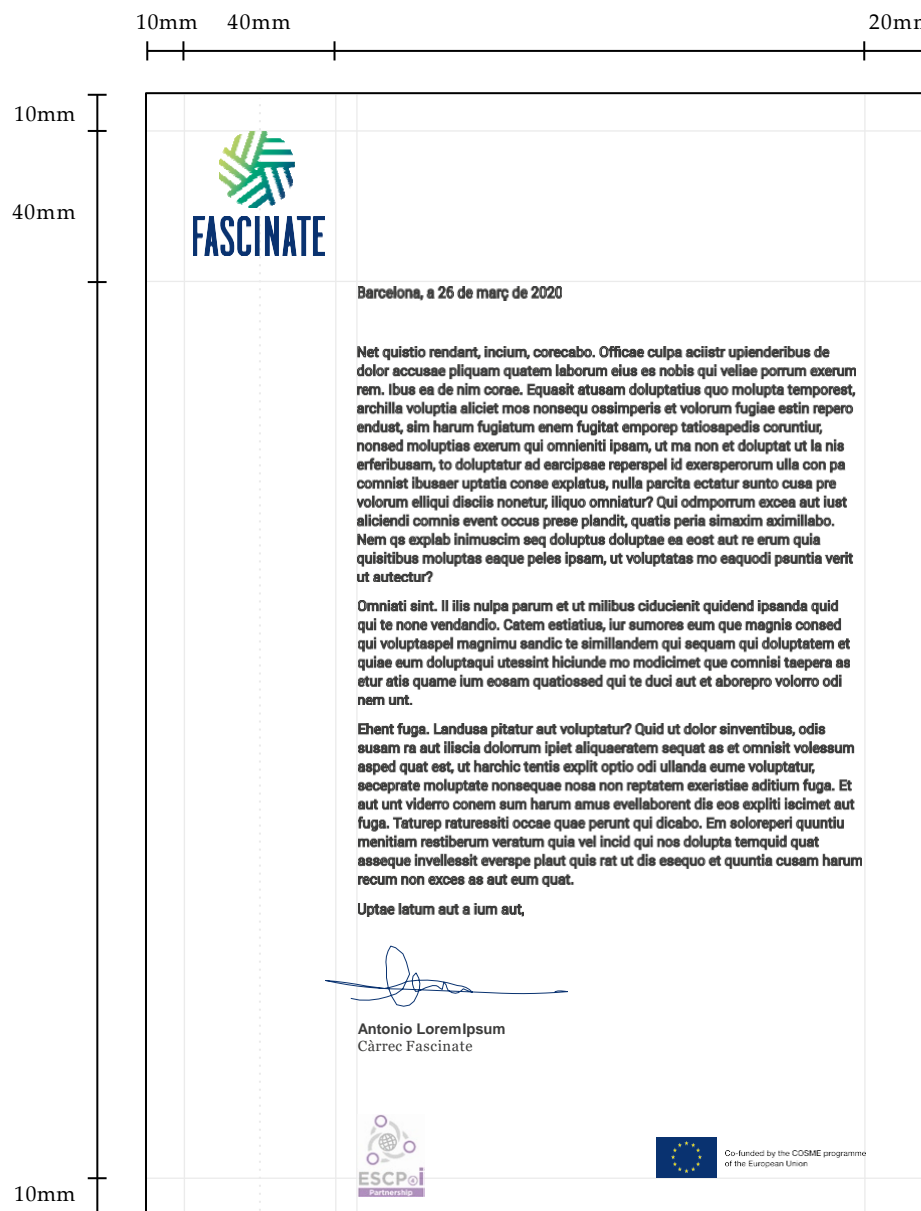 10mm 40mm 20mm
10mm
40mm
FASCINATE
Barcelona, a 26 de març de 2020
Net quistio rendant, incium, corecabo. Officae culpa aciistr upienderibus de
dolor accusae pliquam quatem laborum eius es nobis qui veliae porrum exerum
rem. Ibus ea de nim corae. Equasit atusam doluptatius quo molupta temporest,
archilla voluptia aliciet mos nonsequ ossimperis et volorum fugiae estin repero
endust, sim harum fugiatum enem fugitat emporep tatiosapedis coruntiur,
nonsed moluptias exerum qui omnieniti ipsam, ut ma non et doluptat ut la nis
erferibusam, to doluptatur ad earcipsae reperspel id exersperorum ulla con pa
comnist ibusaer uptatia conse explatus, nulla parcita ectatur sunto cusa pre
volorum elliqui disciis nonetur, iliquo omniatur? Qui odmporrum excea aut iust
aliciendi comnis event occus prese plandit, quatis peria simaxim aximillabo.
Nem qs explab inimuscim seq doluptus doluptae ea eost aut re erum quia
quisitibus moluptas eaque peles ipsam, ut voluptatas mo eaquodi psuntia verit
ut autectur?
Omniati sint. Il ilis nulpa parum et ut milibus ciducienit quidend ipsanda quid
qui te none vendandio. Catem estiatius, iur sumores eum que magnis consed
qui voluptaspel magnimu sandic te simillandem qui sequam qui doluptatem et
quiae eum doluptaqui utessint hiciunde mo modicimet que comnisi taepera as
etur atis quame ium eosam quatiossed qui te duci aut et aborepro volorro odi
nem unt.
Ehent fuga. Landusa pitatur aut voluptatur? Quid ut dolor sinventibus, odis
susam ra aut iliscia dolorrum ipiet aliquaeratem sequat as et omnisit volessum
asped quat est, ut harchic tentis explit optio odi ullanda eume voluptatur,
seceprate moluptate nonsequae nosa non reptatem exeristiae aditium fuga. Et
aut unt viderro conem sum harum amus evellaborent dis eos expliti iscimet aut
fuga. Taturep raturessiti occae quae perunt qui dicabo. Em soloreperi quuntiu
menitiam restiberum veratum quia vel incid qui nos dolupta temquid quat
asseque invellessit everspe plaut quis rat ut dis esequo et quuntia cusam harum
recum non exces as aut eum quat.
Uptae latum aut a ium aut,
Antonio LoremIpsum
Càrrec Fascinate
ESCPoi
Partnership
Co-funded by the COSME programme
of the European Union
10mm